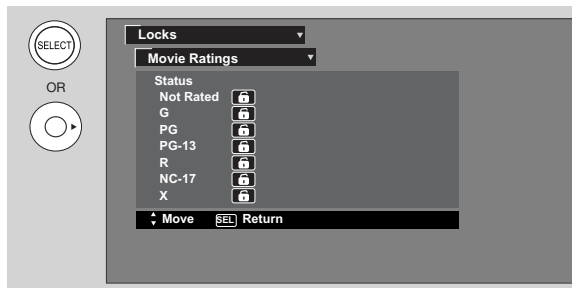 SELECT
OR
Locks
Movie Ratings
Status
Not Rated
G
PG
PG-13
R
NC-17
X
Move SEL Return